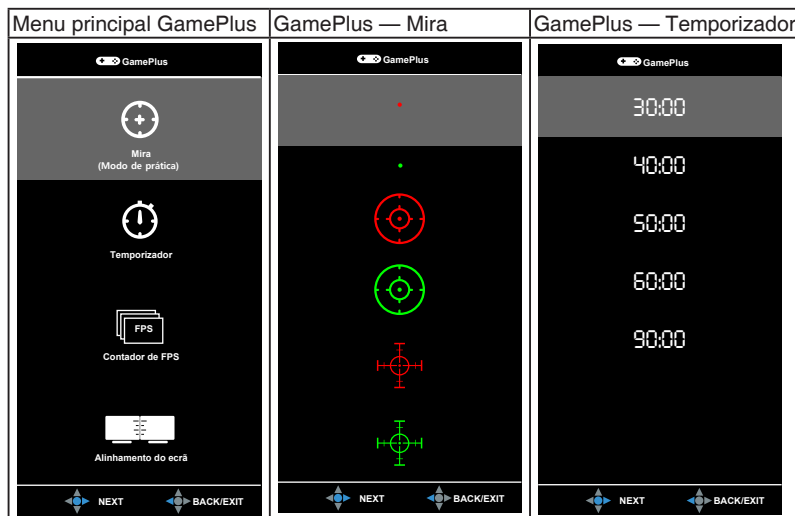 Menu principal GamePlus
GamePlus — Mira
GamePlus — Temporizador
GamePlus
Mira
(Modo de prática)
Temporizador
FPS
Contador de FPS
Alinhamento do ecrã
NEXT BACK/EXIT
GamePlus
NEXT BACK/EXIT
GamePlus
30:00
40:00
50:00
60:00
90:00
NEXT BACK/EXIT